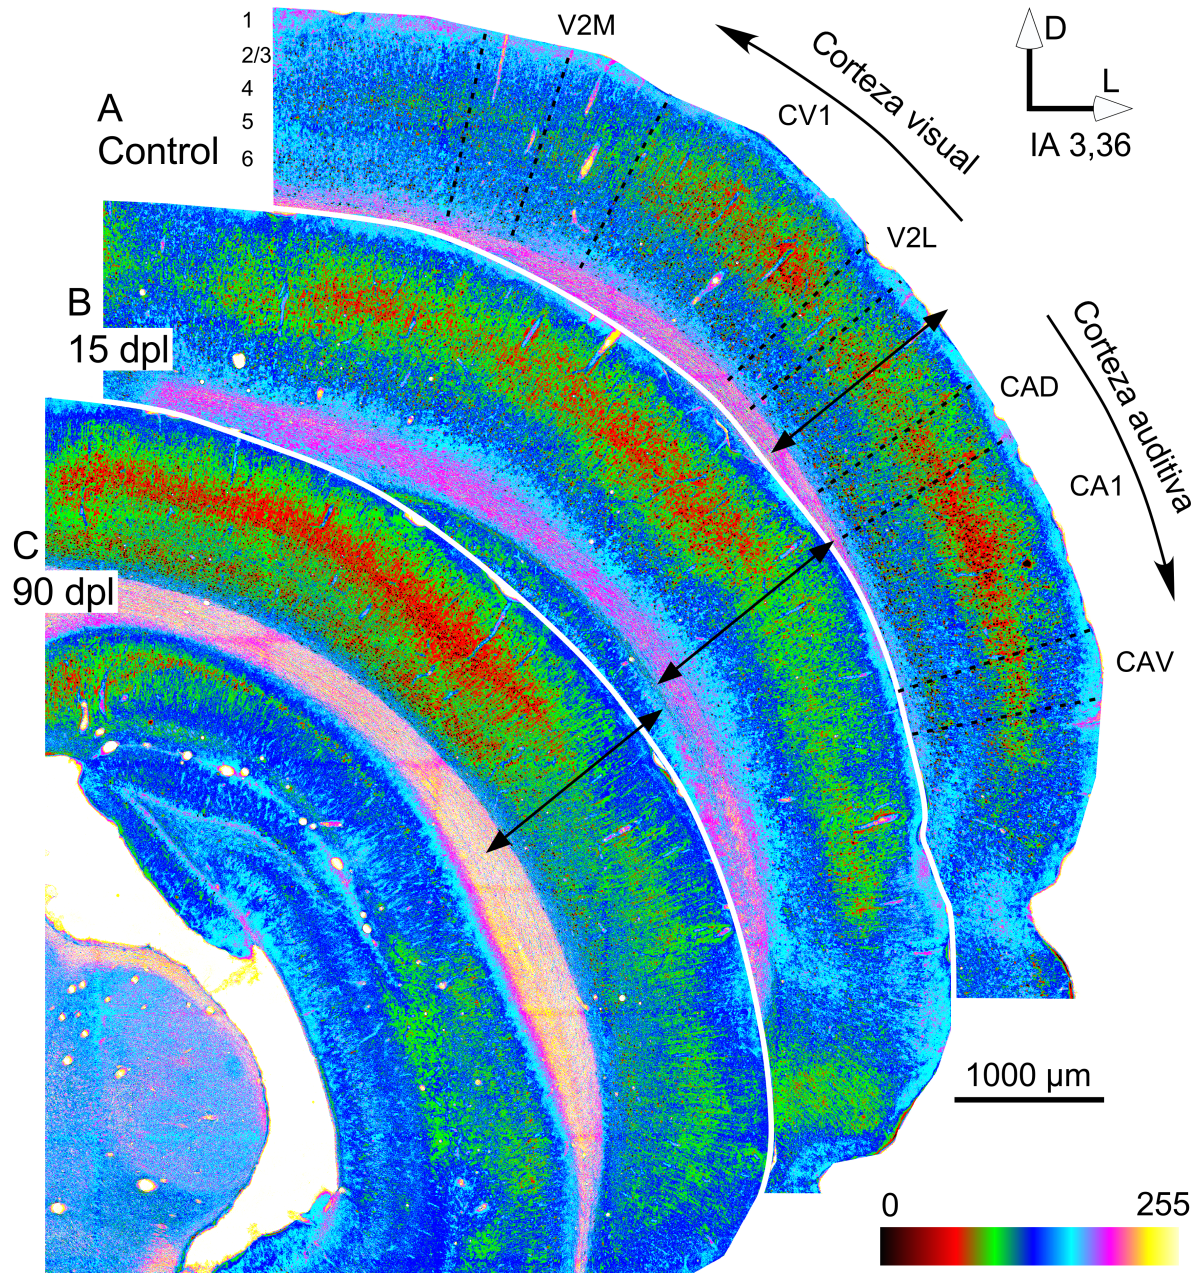 1
2/3
4
5
6
A
Control
V2M
CV1
Corteza visual
D
L
IA 3,36
V2L
B
15 dpl
CAD
CA1
Corteza auditiva
CAV
C
90 dpl
1000 µm
0
255